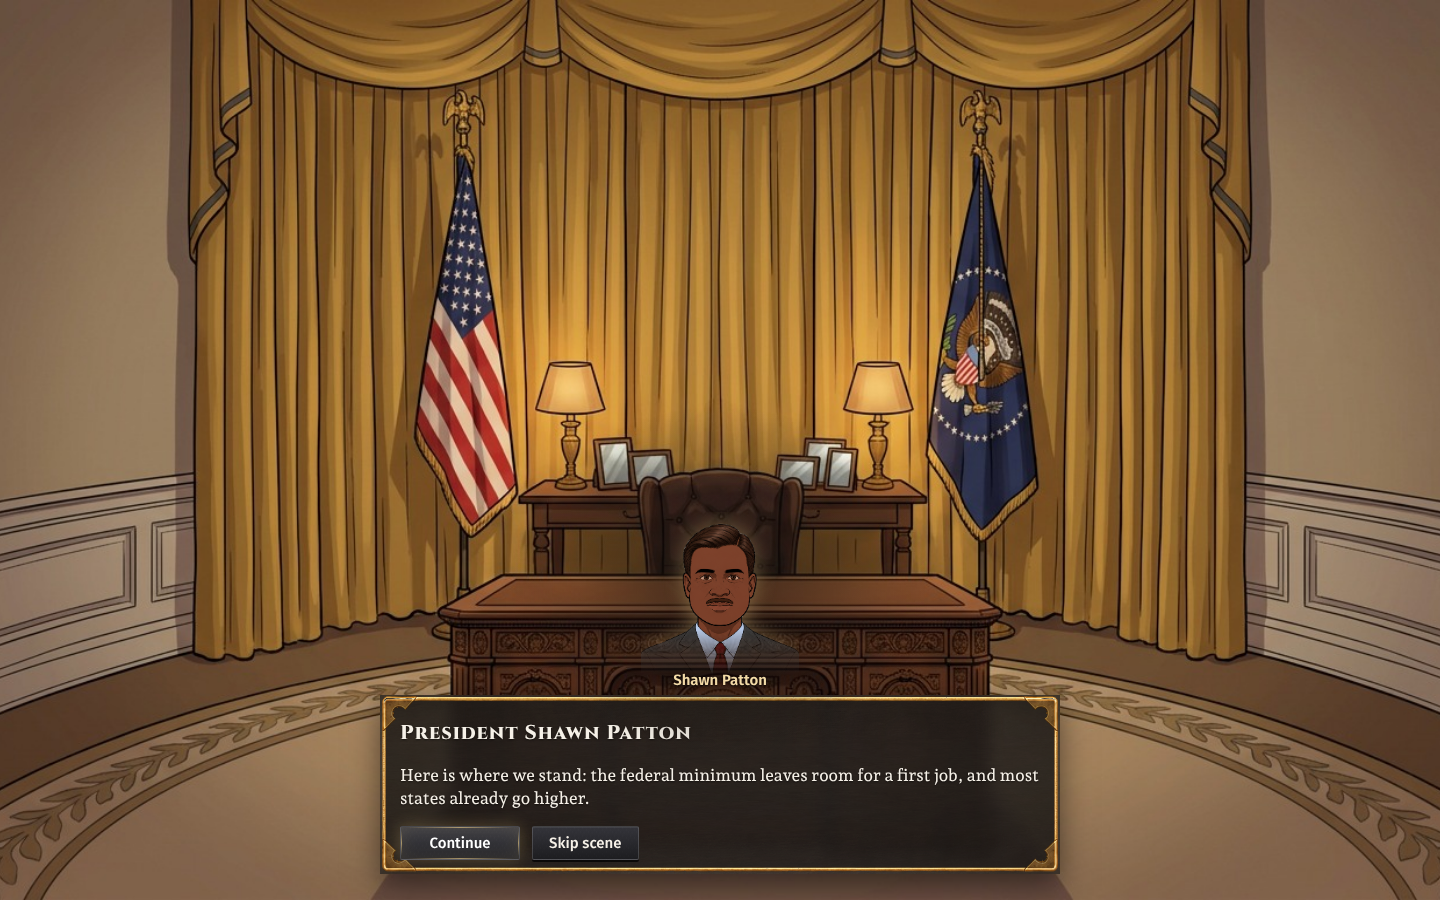 Shawn Patton
President Shawn Patton
Here is where we stand: the federal minimum leaves room for a first job, and most
states already go higher.
Continue
Skip scene